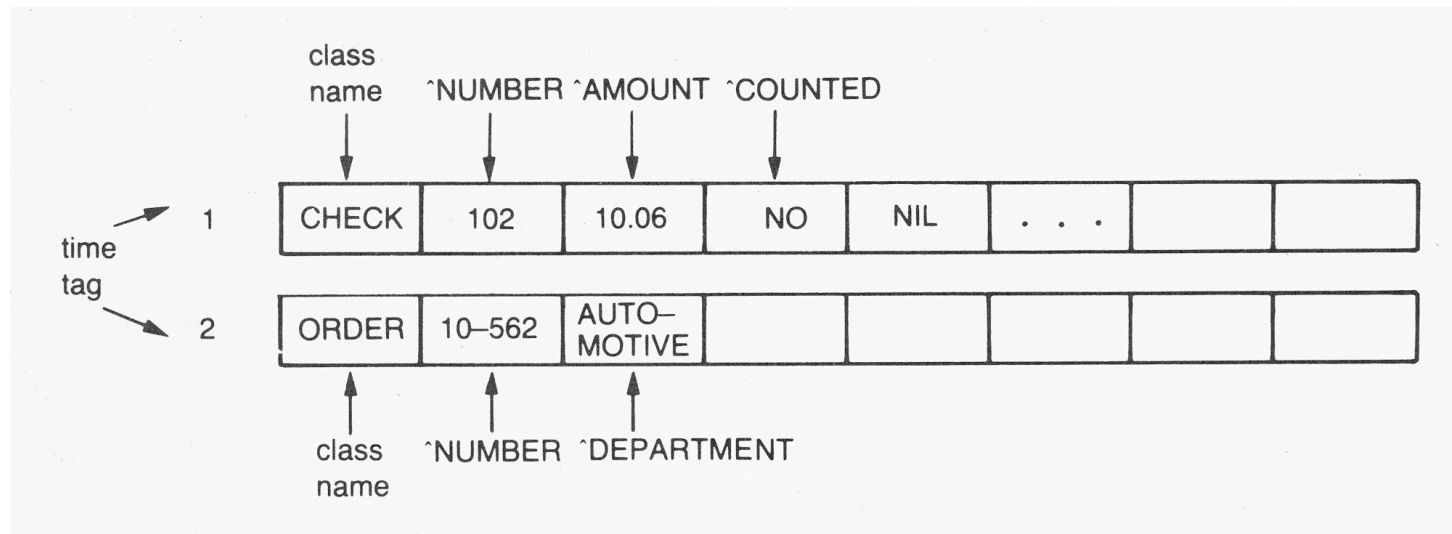 class
name ^NUMBER ^AMOUNT ^COUNTED
1 CHECK 102 10.06 NO NIL . . .
time
tag
2 ORDER 10–562 AUTO–
MOTIVE
class
name ^NUMBER ^DEPARTMENT